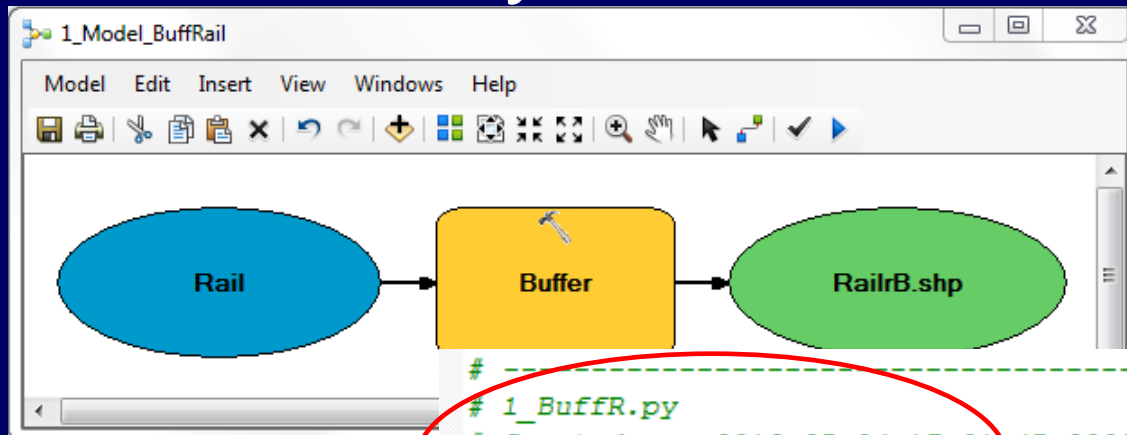 1_Model_BuffRail
Model Edit Insert View Windows Help
Rail
Buffer
RailrB.shp
# -------------------------------------
# 1_BuffR.py